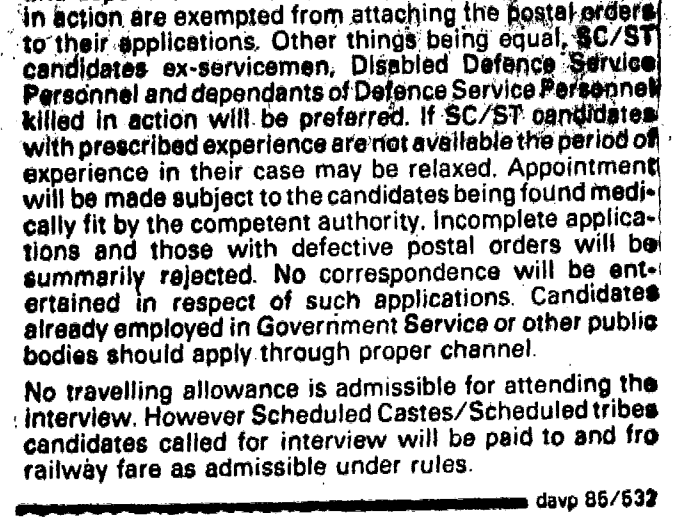 in action are exempted from attaching the postal orders
to their applications. Other things being equal, SC/ST
candidates ex-servicemen, Disabled Defence Service
Personnel and dependants of Defence Service Personnel
killed in action will be preferred. If SC/ST candidates
with prescribed experience are not available the period of
experience in their case may be relaxed. Appointment
will be made subject to the candidates being found medi-
cally fit by the competent authority. Incomplete applica-
tions and those with defective postal orders will be
summarily rejected. No correspondence will be ent-
ertained in respect of such applications. Candidates
already employed in Government Service or other public
bodies should apply through proper channel.
No travelling allowance is admissible for attending the
interview. However Scheduled Castes/Scheduled tribes
candidates called for interview will be paid to and fro
railway fare as admissible under rules.
davp 86/532